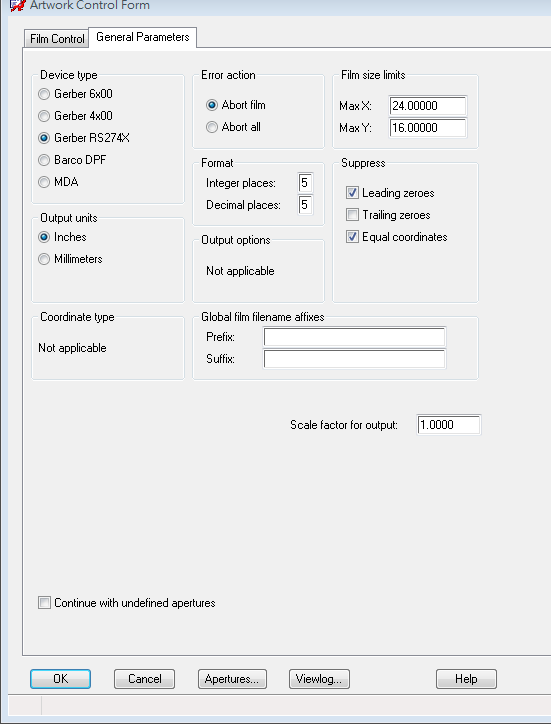 Artwork Control Form
Film Control
General Parameters
Device type
Gerber 6x00
Gerber 4x00
Gerber RS274X
Barco DPF
MDA
Error action
Abort film
Abort all
Film size limits
Max X: 24.00000
Max Y: 16.00000
Format
Integer places: 5
Decimal places: 5
Suppress
Leading zeroes
Trailing zeroes
Equal coordinates
Output units
Inches
Millimeters
Output options
Not applicable
Coordinate type
Not applicable
Global film filename affixes
Prefix:
Suffix:
Scale factor for output: 1.0000
Continue with undefined apertures
OK
Cancel
Apertures...
Viewlog...
Help